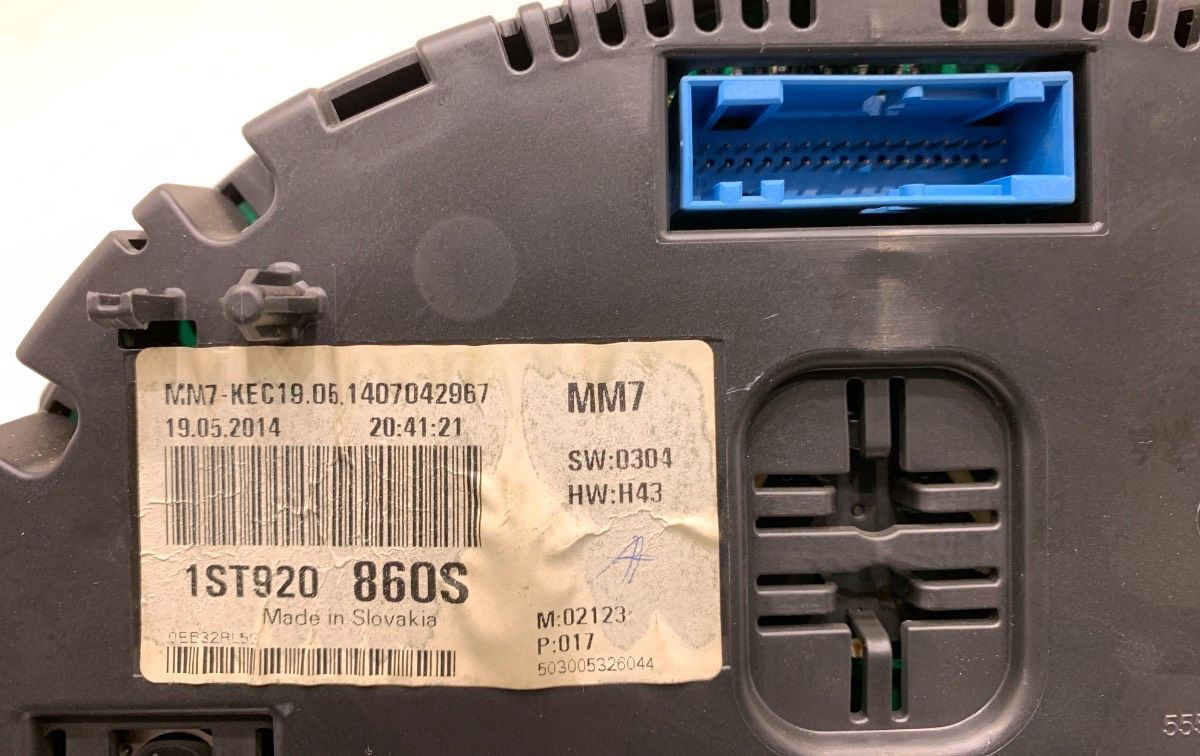 MM7-KEC19.05.1407042967
19.05.2014 20:41:21
MM7
SW:0304
HW:H43
1ST920 860S
Made in Slovakia
M:02123
P:017
503005326044